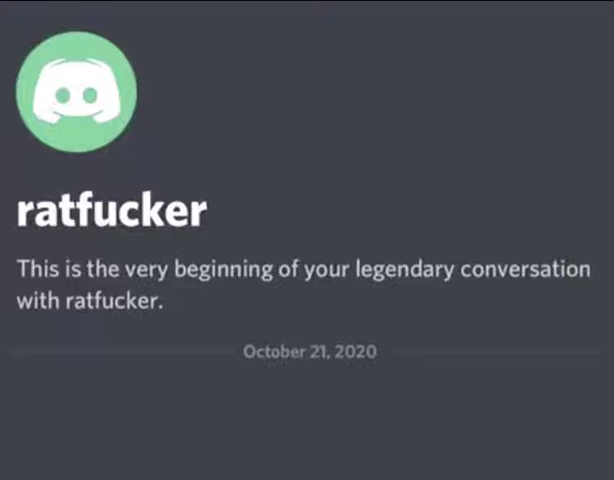 ratfucker
This is the very beginning of your legendary conversation
with ratfucker.
October 21, 2020